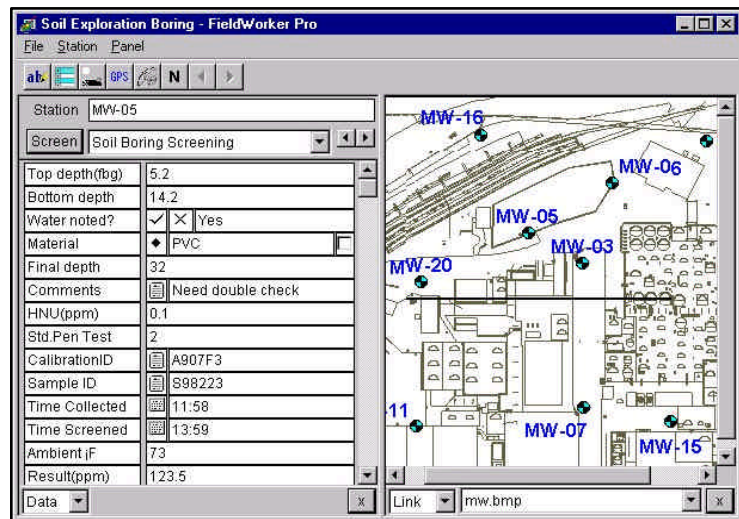 Soil Exploration Boring - FieldWorker Pro
File Station Panel
ab GPS N
Station MW-05
Screen Soil Boring Screening
Top depth(fbg) 5.2
Bottom depth 14.2
Water noted? Yes
Material PVC
Final depth 32
Comments Need double check
HNU(ppm) 0.1
Std.Pen Test 2
CalibrationID A907F3
Sample ID S98223
Time Collected 11:58
Time Screened 13:59
Ambient ¡F 73
Result(ppm) 123.5
Data x
MW-16
MW-06
MW-05
MW-03
MW-20
-11
MW-07
MW-15
Link mw.bmp x